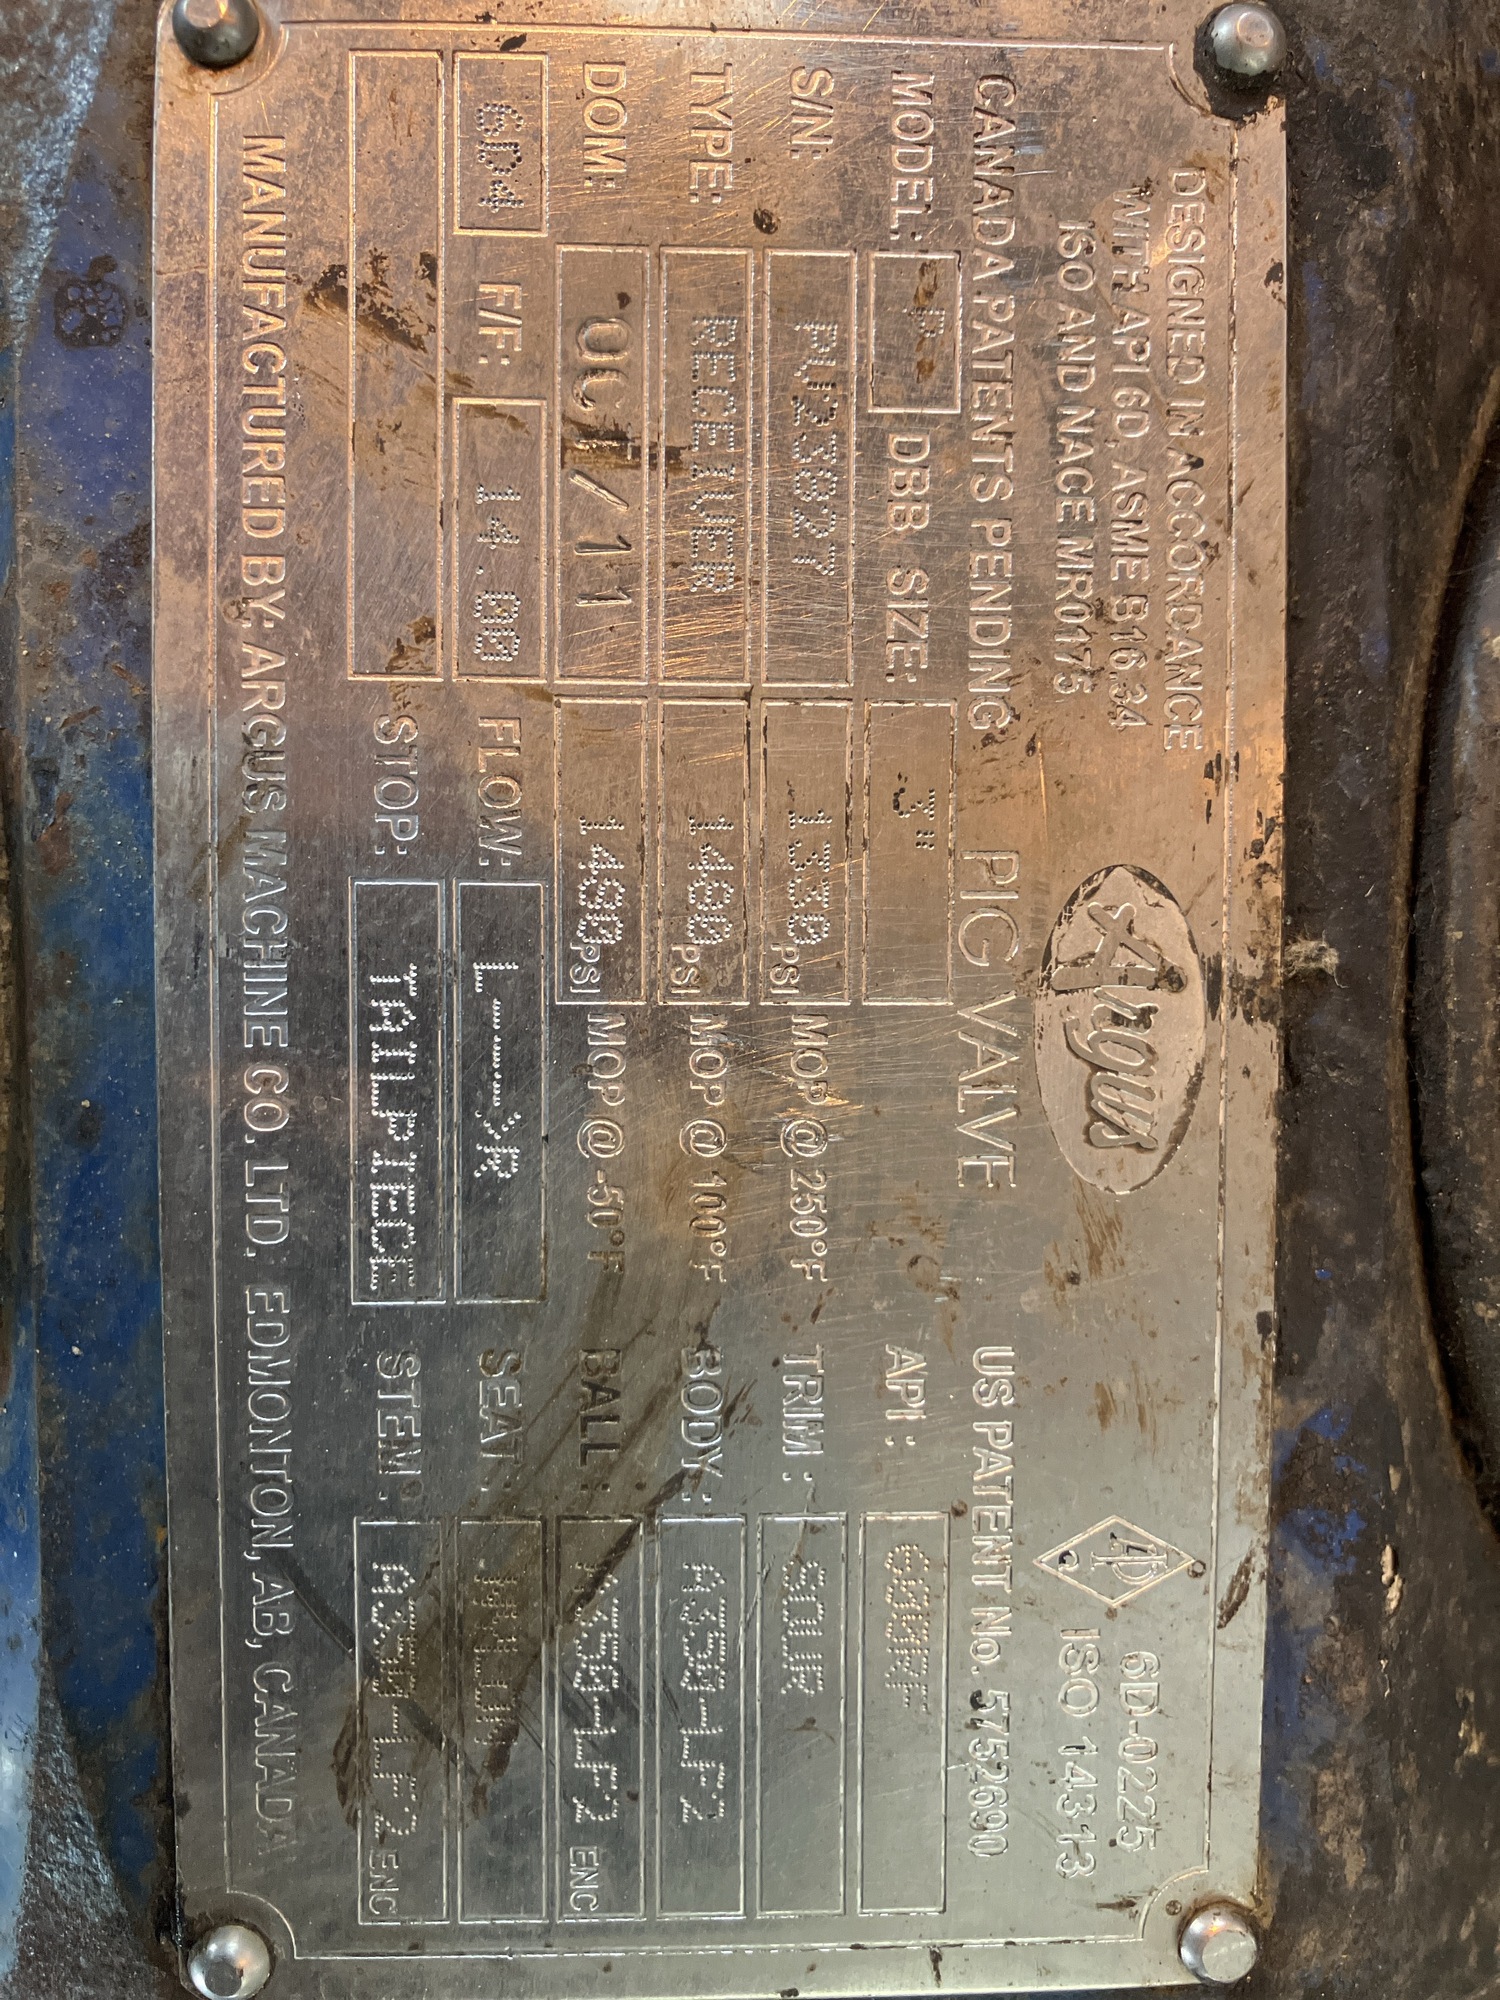 DESIGNED IN ACCORDANCE
WITH API 6D, ASME B16.34
ISO AND NACE MR0175
Argus
6D-0225
ISO 14313
CANADA PATENTS PENDING
PIG VALVE
US PATENT No. 5752690
MODEL: P DBB SIZE: 3" API:
S/N: PV23827 1330 PSI MOP @ 250°F TRIM: SOUR
TYPE: RECEIVER 1480 PSI MOP @ 100°F BODY: A350-LF2
DOM: OCT/11 1480 PSI MOP @ -50°F BALL: A350-LF2 ENC
6D4 F/F: 14.00 FLOW: L-->R SEAT:
STOP: TAILPIECE STEM: A350-LF2 ENC
MANUFACTURED BY: ARGUS MACHINE CO. LTD. EDMONTON, AB, CANADA